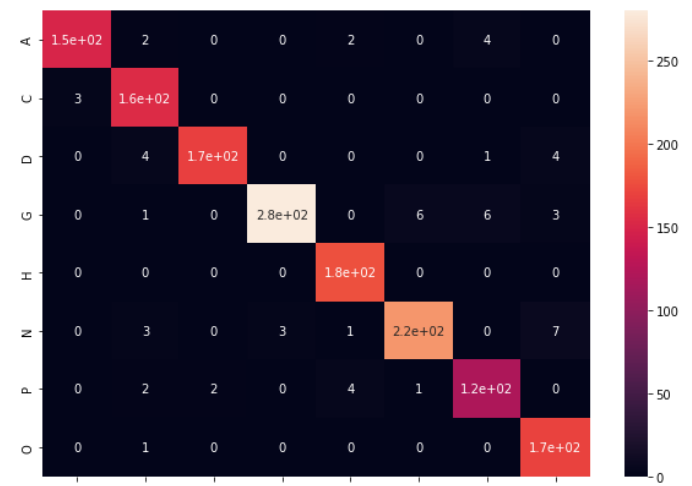 A 1.5e+02 2 0 0 2 0 4 0
C 3 1.6e+02 0 0 0 0 0 0
D 0 4 1.7e+02 0 0 0 1 4
G 0 1 0 2.8e+02 0 6 6 3
H 0 0 0 0 1.8e+02 0 0 0
N 0 3 0 3 1 2.2e+02 0 7
P 0 2 2 0 4 1 1.2e+02 0
O 0 1 0 0 0 0 0 1.7e+02
250
200
150
100
50
0